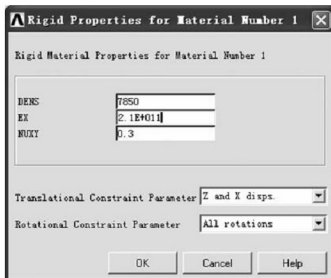 Rigid Properties for Material Number 1
Rigid Material Properties for Material Number 1
DENS 7850
EX 2.1E+011
NUXY 0.3
Translational Constraint Parameter Z and X disps.
Rotational Constraint Parameter All rotations
OK Cancel Help